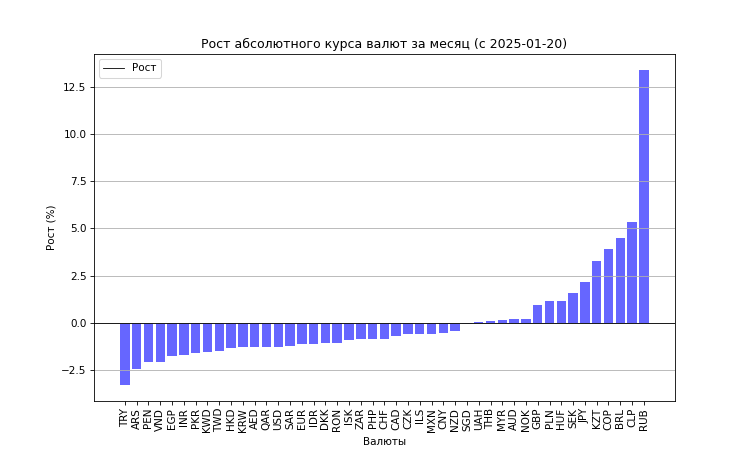 Рост абсолютного курса валют за месяц (с 2025-01-20)
Рост
12.5
10.0
7.5
5.0
2.5
0.0
−2.5
Рост (%)
TRY
ARS
PEN
VND
EGP
INR
PKR
KWD
TWD
HKD
KRW
AED
QAR
USD
SAR
EUR
IDR
DKK
RON
ISK
ZAR
PHP
CHF
CAD
CZK
ILS
MXN
CNY
NZD
SGD
UAH
THB
MYR
AUD
NOK
GBP
PLN
HUF
SEK
JPY
KZT
COP
BRL
CLP
RUB
Валюты